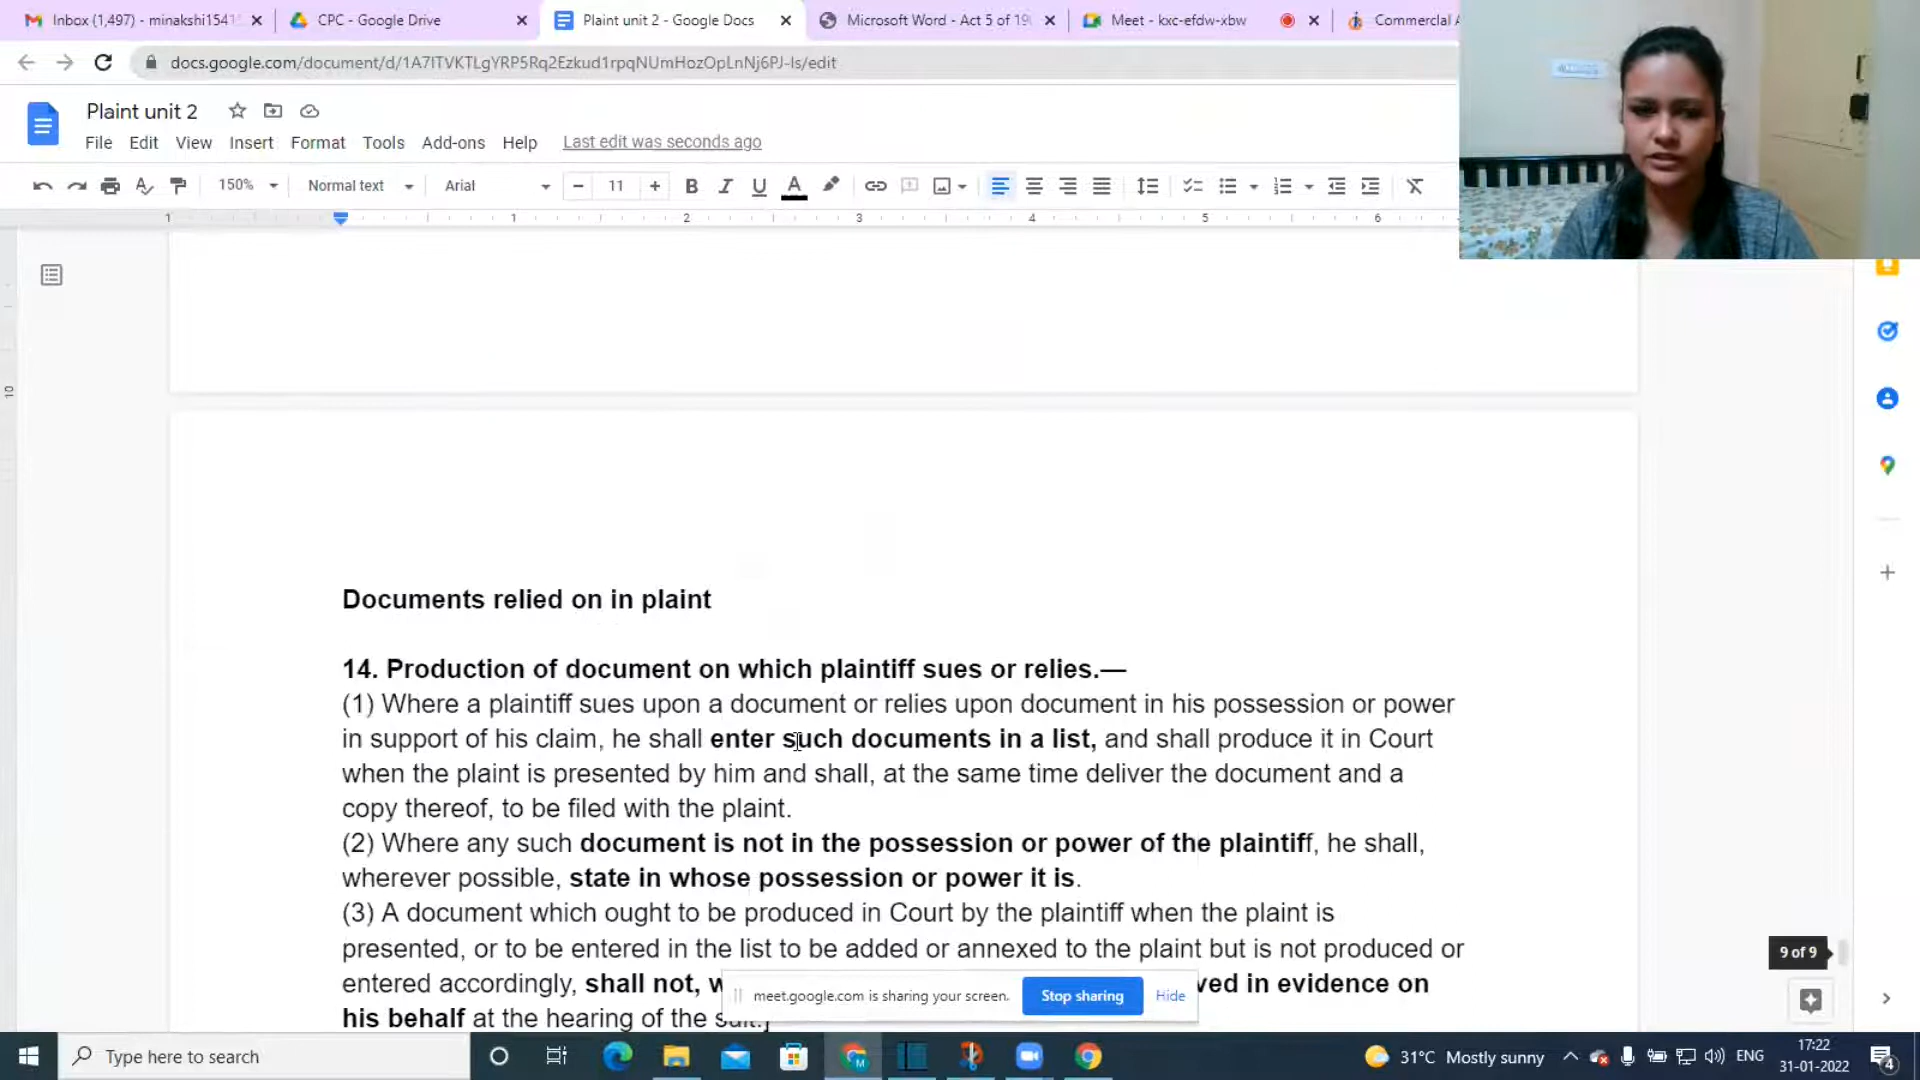 Inbox (1,497) - minakshi1541
CPC - Google Drive
Plaint unit 2 - Google Docs
Microsoft Word - Act 5 of 19
Meet - kxc-efdw-xbw
Commercial A
docs.google.com/document/d/1A7ITVKTLgYRP5Rq2Ezkud1rpqNUmHozOpLnNj6PJ-ls/edit
Plaint unit 2
File Edit View Insert Format Tools Add-ons Help Last edit was seconds ago
150% Normal text Arial 11
1 1 2 3 4 5 6
10
Documents relied on in plaint
14. Production of document on which plaintiff sues or relies.—
(1) Where a plaintiff sues upon a document or relies upon document in his possession or power
in support of his claim, he shall enter such documents in a list, and shall produce it in Court
when the plaint is presented by him and shall, at the same time deliver the document and a
copy thereof, to be filed with the plaint.
(2) Where any such document is not in the possession or power of the plaintiff, he shall,
wherever possible, state in whose possession or power it is.
(3) A document which ought to be produced in Court by the plaintiff when the plaint is
presented, or to be entered in the list to be added or annexed to the plaint but is not produced or
entered accordingly, shall not, w ved in evidence on
his behalf at the hearing of the suit.]
9 of 9
meet.google.com is sharing your screen. Stop sharing Hide
Type here to search
31°C Mostly sunny ENG
17:22
31-01-2022
4